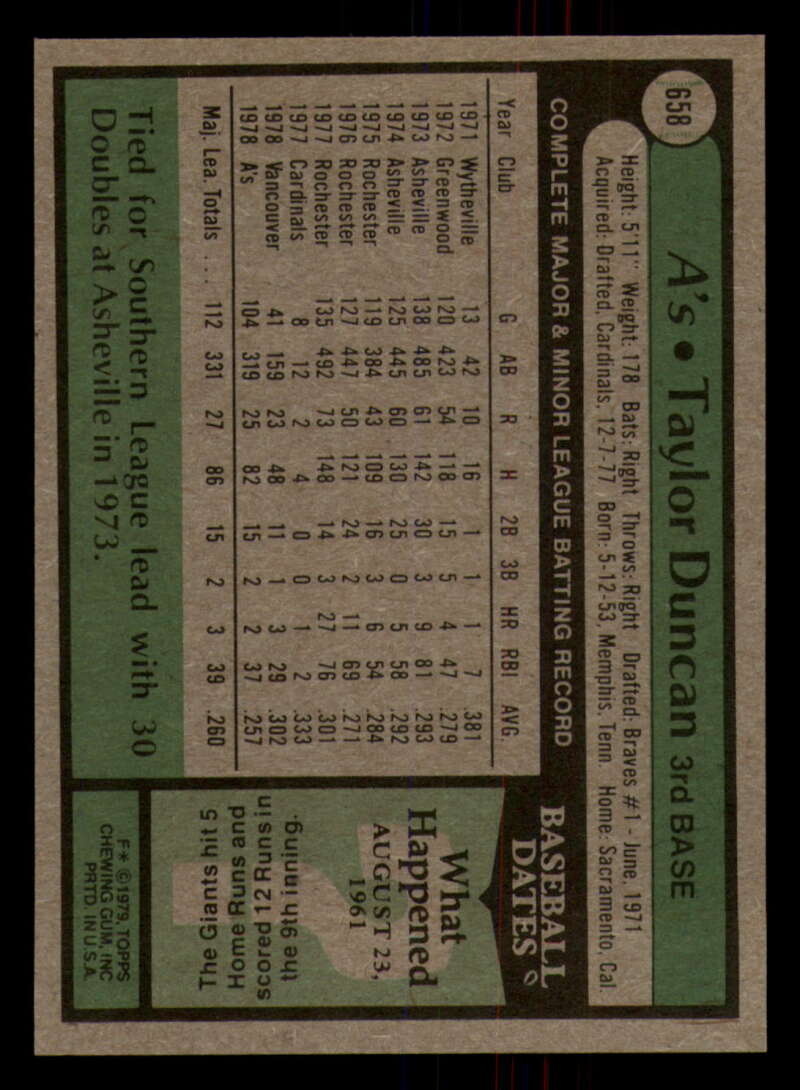 658
A's • Taylor Duncan 3rd BASE
Height: 5'11" Weight: 178 Bats: Right Throws: Right Drafted: Braves #1 - June, 1971
Acquired: Drafted, Cardinals, 12-7-77 Born: 5-12-53, Memphis, Tenn Home: Sacramento, Cal.
COMPLETE MAJOR & MINOR LEAGUE BATTING RECORD
Year Club G AB R H 2B 3B HR RBI AVG
1971 Wytheville 13 42 10 16 1 1 1 7 .381
1972 Greenwood 120 423 54 118 15 5 4 47 .279
1973 Asheville 138 485 61 142 30 3 9 81 .293
1974 Asheville 125 445 60 130 25 0 5 58 .292
1975 Rochester 119 384 43 109 16 3 6 54 .284
1976 Rochester 127 447 50 121 24 2 11 69 .271
1977 Rochester 135 492 73 148 14 3 27 76 .301
1977 Cardinals 8 12 2 4 0 0 1 2 .333
1978 Vancouver 41 159 23 48 11 1 3 29 .302
1978 A's 104 319 25 82 15 2 2 37 .257
Maj. Lea. Totals ... 112 331 27 86 15 2 3 39 .260
Tied for Southern League lead with 30
Doubles at Asheville in 1973.
BASEBALL
DATES
What
Happened
AUGUST 23,
1961
The Giants hit 5
Home Runs and
scored 12 Runs in
the 9th inning.
F* © 1979, TOPPS
CHEWING GUM, INC
PRTD. IN U.S.A.